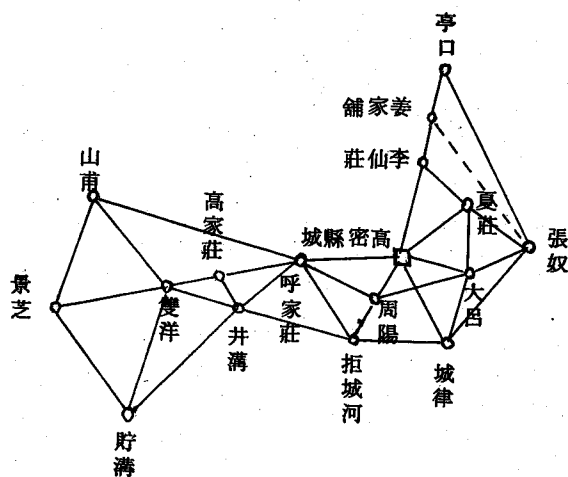 亭口
姜家舖
李仙莊
山甫
高家莊
夏莊
高密縣城
張奴
景芝
雙洋
井溝
呼家莊
周陽
大呂
拒城河
城律
貯溝